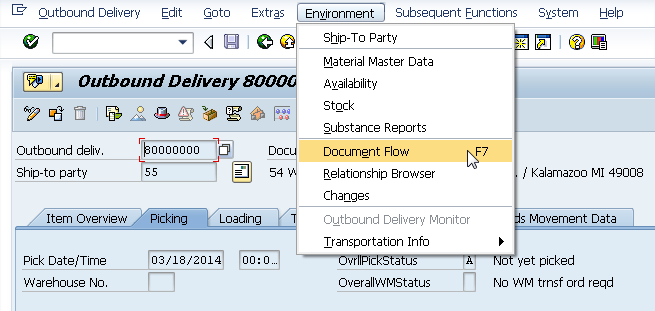 Outbound Delivery Edit Goto Extras Environment Subsequent Functions System Help
Ship-To Party
Outbound Delivery 8000
Material Master Data
Availability
Stock
Substance Reports
Outbound deliv. 80000000 Docu
Document Flow F7
Ship-to party 55 54 W
Relationship Browser
/ Kalamazoo MI 49008
Changes
Item Overview Picking Loading T
Outbound Delivery Monitor
ds Movement Data
Transportation Info
Pick Date/Time 03/18/2014 00:0... OvrllPickStatus A Not yet picked
Warehouse No. OverallWMStatus No WM trnsf ord reqd